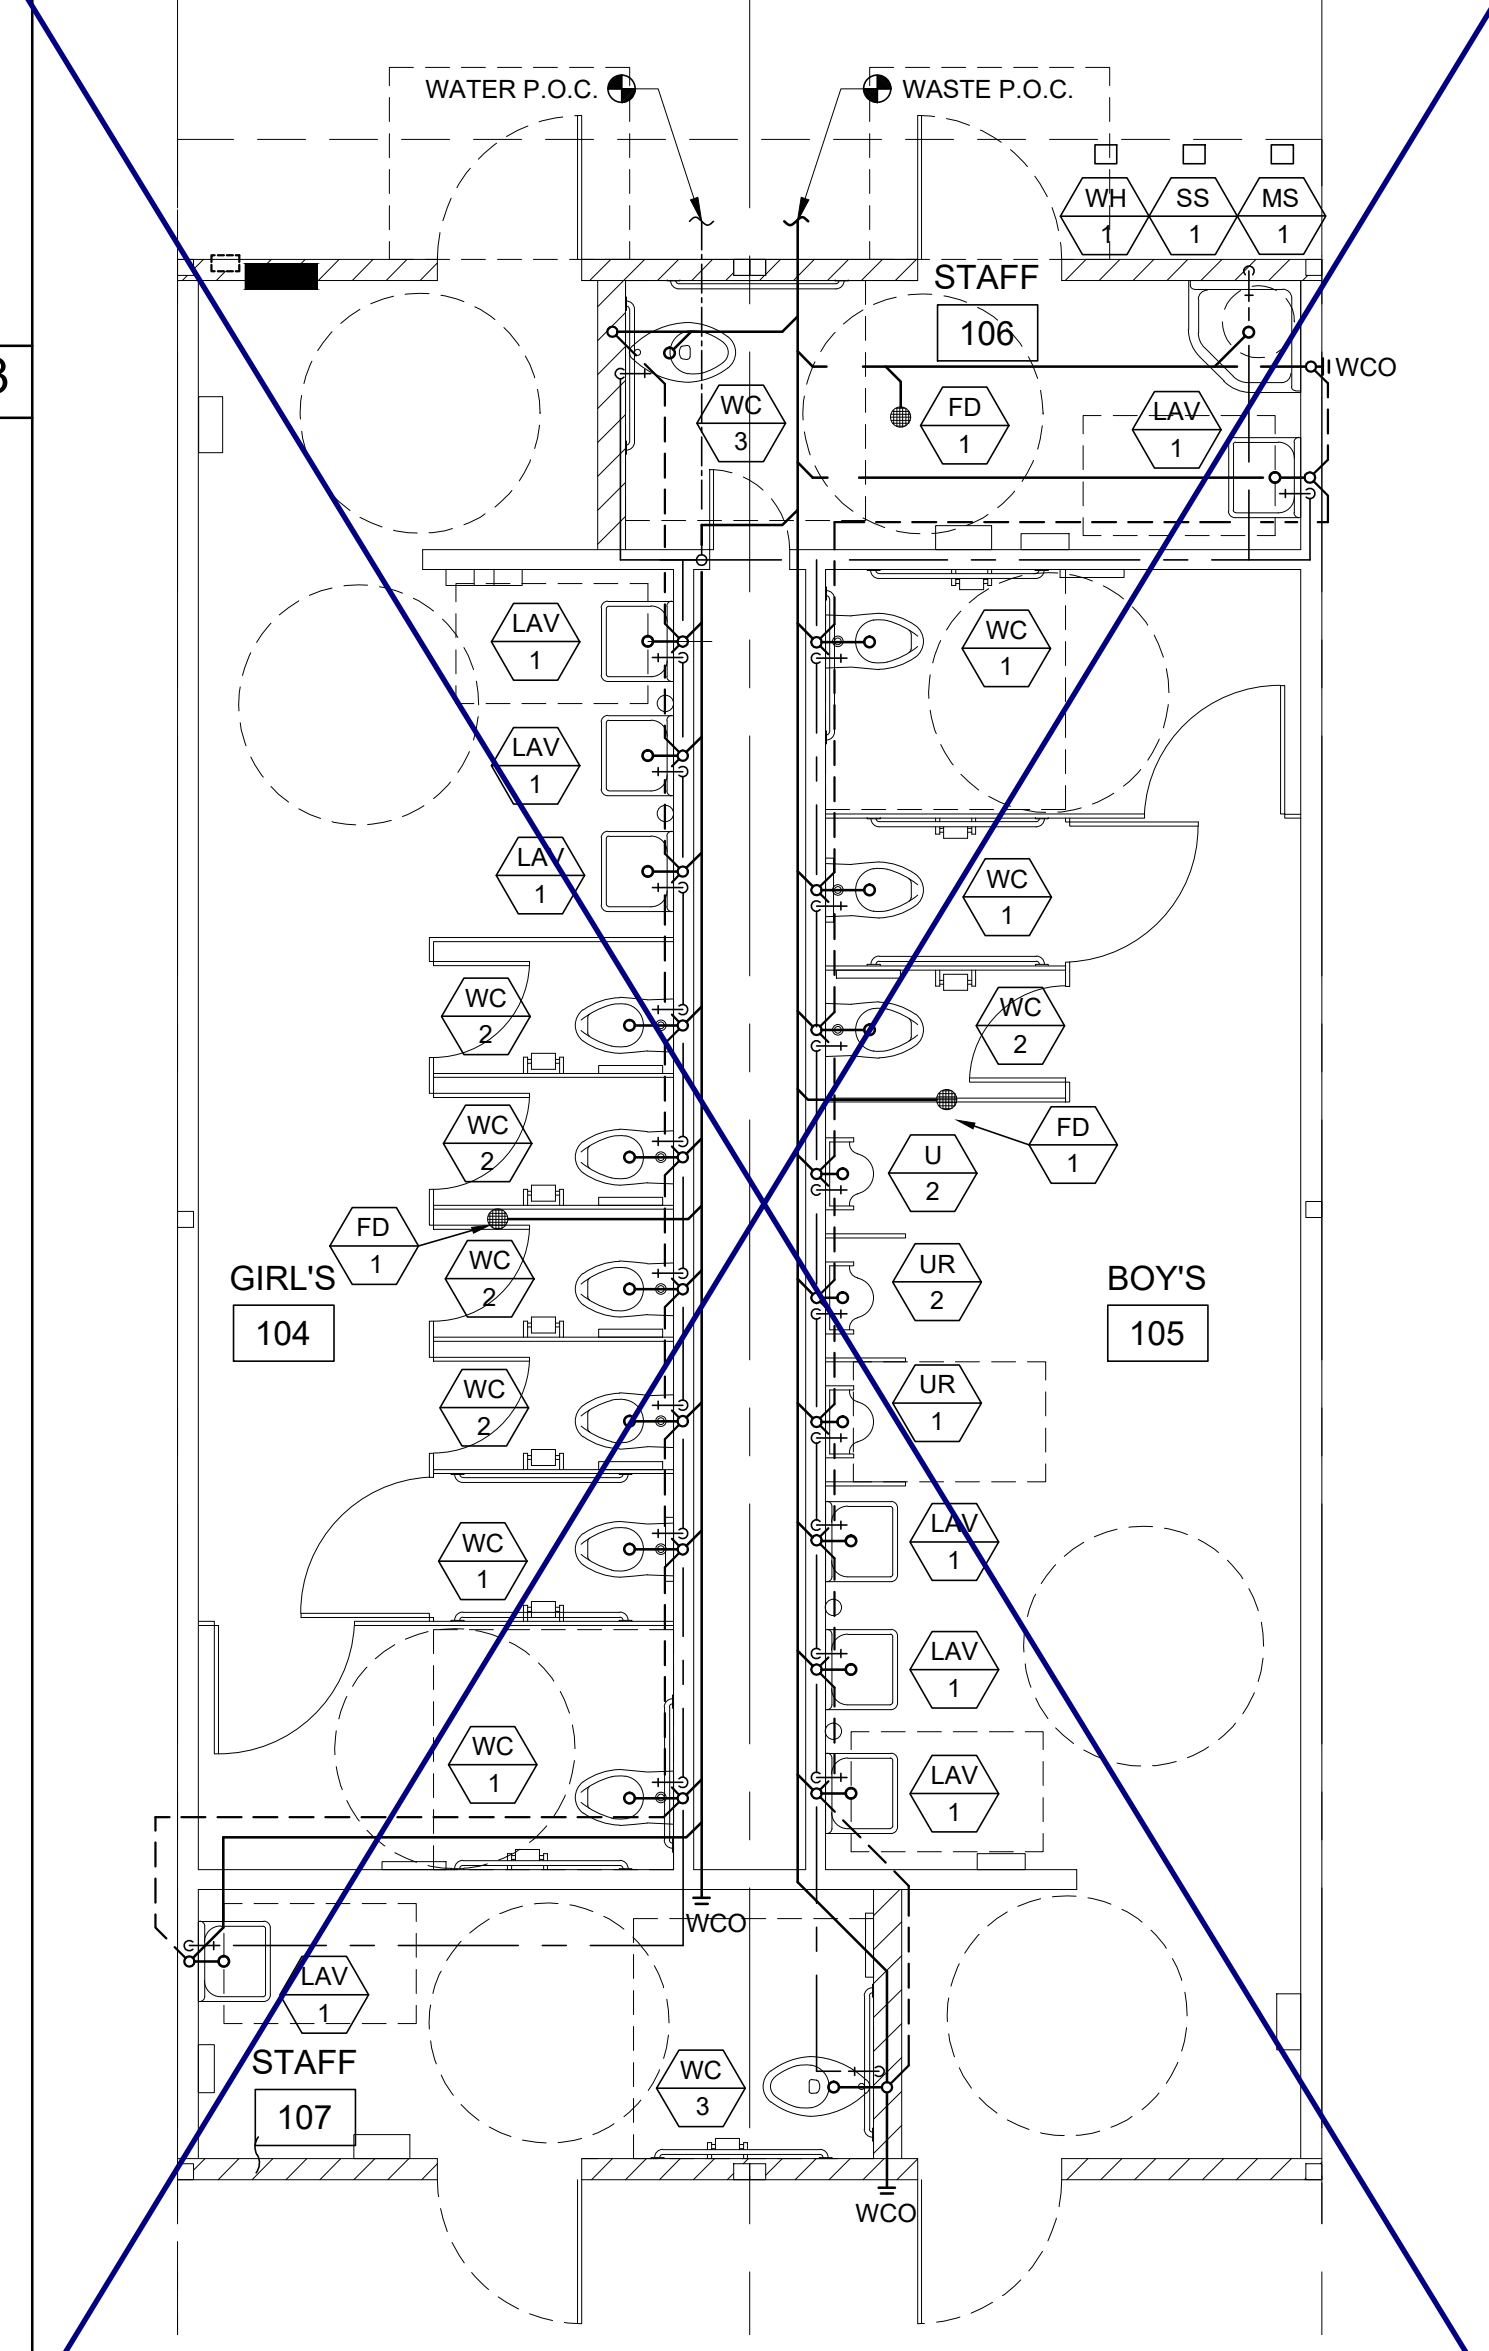 WATER P.O.C.
WASTE P.O.C.
WH
1
SS
1
MS
1
STAFF
106
WCO
WC
3
FD
1
LAV
1
LAV
1
WC
1
LAV
1
LAV
1
WC
1
WC
2
WC
2
WC
2
FD
1
U
2
FD
1
WC
2
UR
2
GIRL'S
104
BOY'S
105
WC
2
UR
1
WC
1
LAV
1
LAV
1
WC
1
LAV
1
WCO
LAV
1
STAFF
107
WC
3
WCO